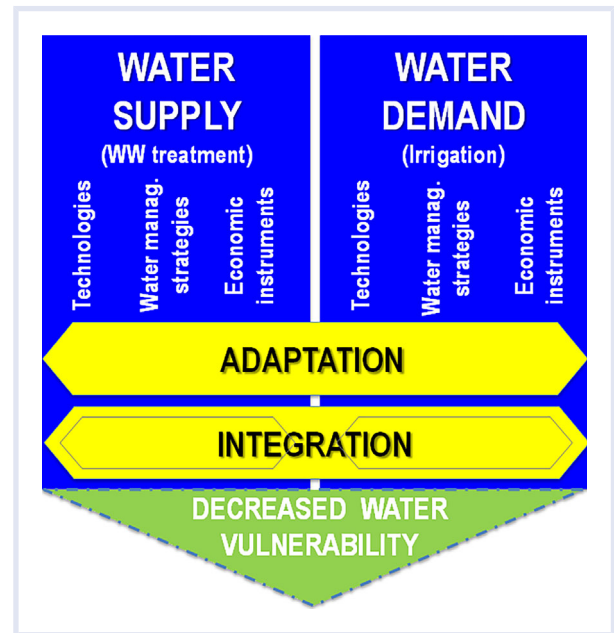 WATER
SUPPLY
(WW treatment)
Technologies
Water manag.
strategies
Economic
instruments
WATER
DEMAND
(Irrigation)
Technologies
Water manag.
strategies
Economic
instruments
ADAPTATION
INTEGRATION
DECREASED WATER
VULNERABILITY